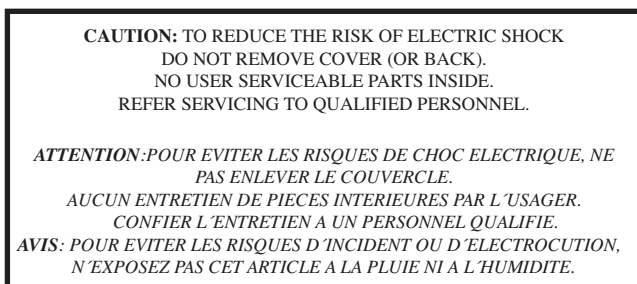 CAUTION: TO REDUCE THE RISK OF ELECTRIC SHOCK
DO NOT REMOVE COVER (OR BACK).
NO USER SERVICEABLE PARTS INSIDE.
REFER SERVICING TO QUALIFIED PERSONNEL.
ATTENTION:POUR EVITER LES RISQUES DE CHOC ELECTRIQUE, NE
PAS ENLEVER LE COUVERCLE.
AUCUN ENTRETIEN DE PIECES INTERIEURES PAR L´USAGER.
CONFIER L´ENTRETIEN A UN PERSONNEL QUALIFIE.
AVIS: POUR EVITER LES RISQUES D´INCIDENT OU D´ELECTROCUTION,
N´EXPOSEZ PAS CET ARTICLE A LA PLUIE NI A L´HUMIDITE.